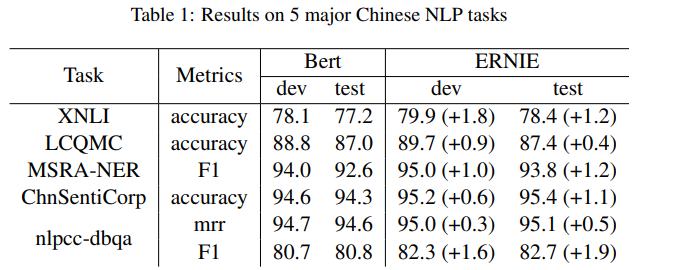 Table 1: Results on 5 major Chinese NLP tasks
Task Metrics Bert ERNIE
dev test dev test
XNLI accuracy 78.1 77.2 79.9 (+1.8) 78.4 (+1.2)
LCQMC accuracy 88.8 87.0 89.7 (+0.9) 87.4 (+0.4)
MSRA-NER F1 94.0 92.6 95.0 (+1.0) 93.8 (+1.2)
ChnSentiCorp accuracy 94.6 94.3 95.2 (+0.6) 95.4 (+1.1)
nlpcc-dbqa mrr 94.7 94.6 95.0 (+0.3) 95.1 (+0.5)
F1 80.7 80.8 82.3 (+1.6) 82.7 (+1.9)